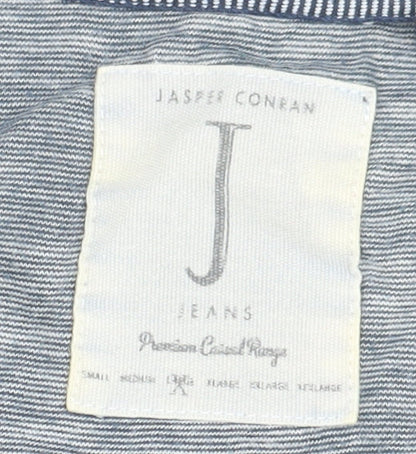 JASPER CONRAN
J
JEANS
Premium Casual Range
SMALL MEDIUM LARGE XLARGE XXLARGE XXXLARGE